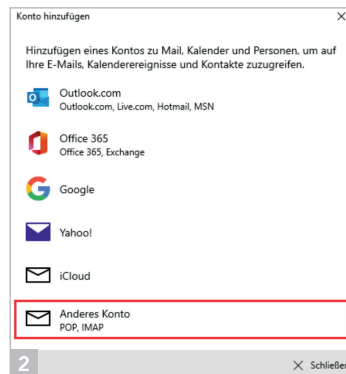 Konto hinzufügen
Hinzufügen eines Kontos zu Mail, Kalender und Personen, um auf
Ihre E-Mails, Kalenderereignisse und Kontakte zuzugreifen.
Outlook.com
Outlook.com, Live.com, Hotmail, MSN
Office 365
Office 365, Exchange
Google
Yahoo!
iCloud
Anderes Konto
POP, IMAP
2
Schließen